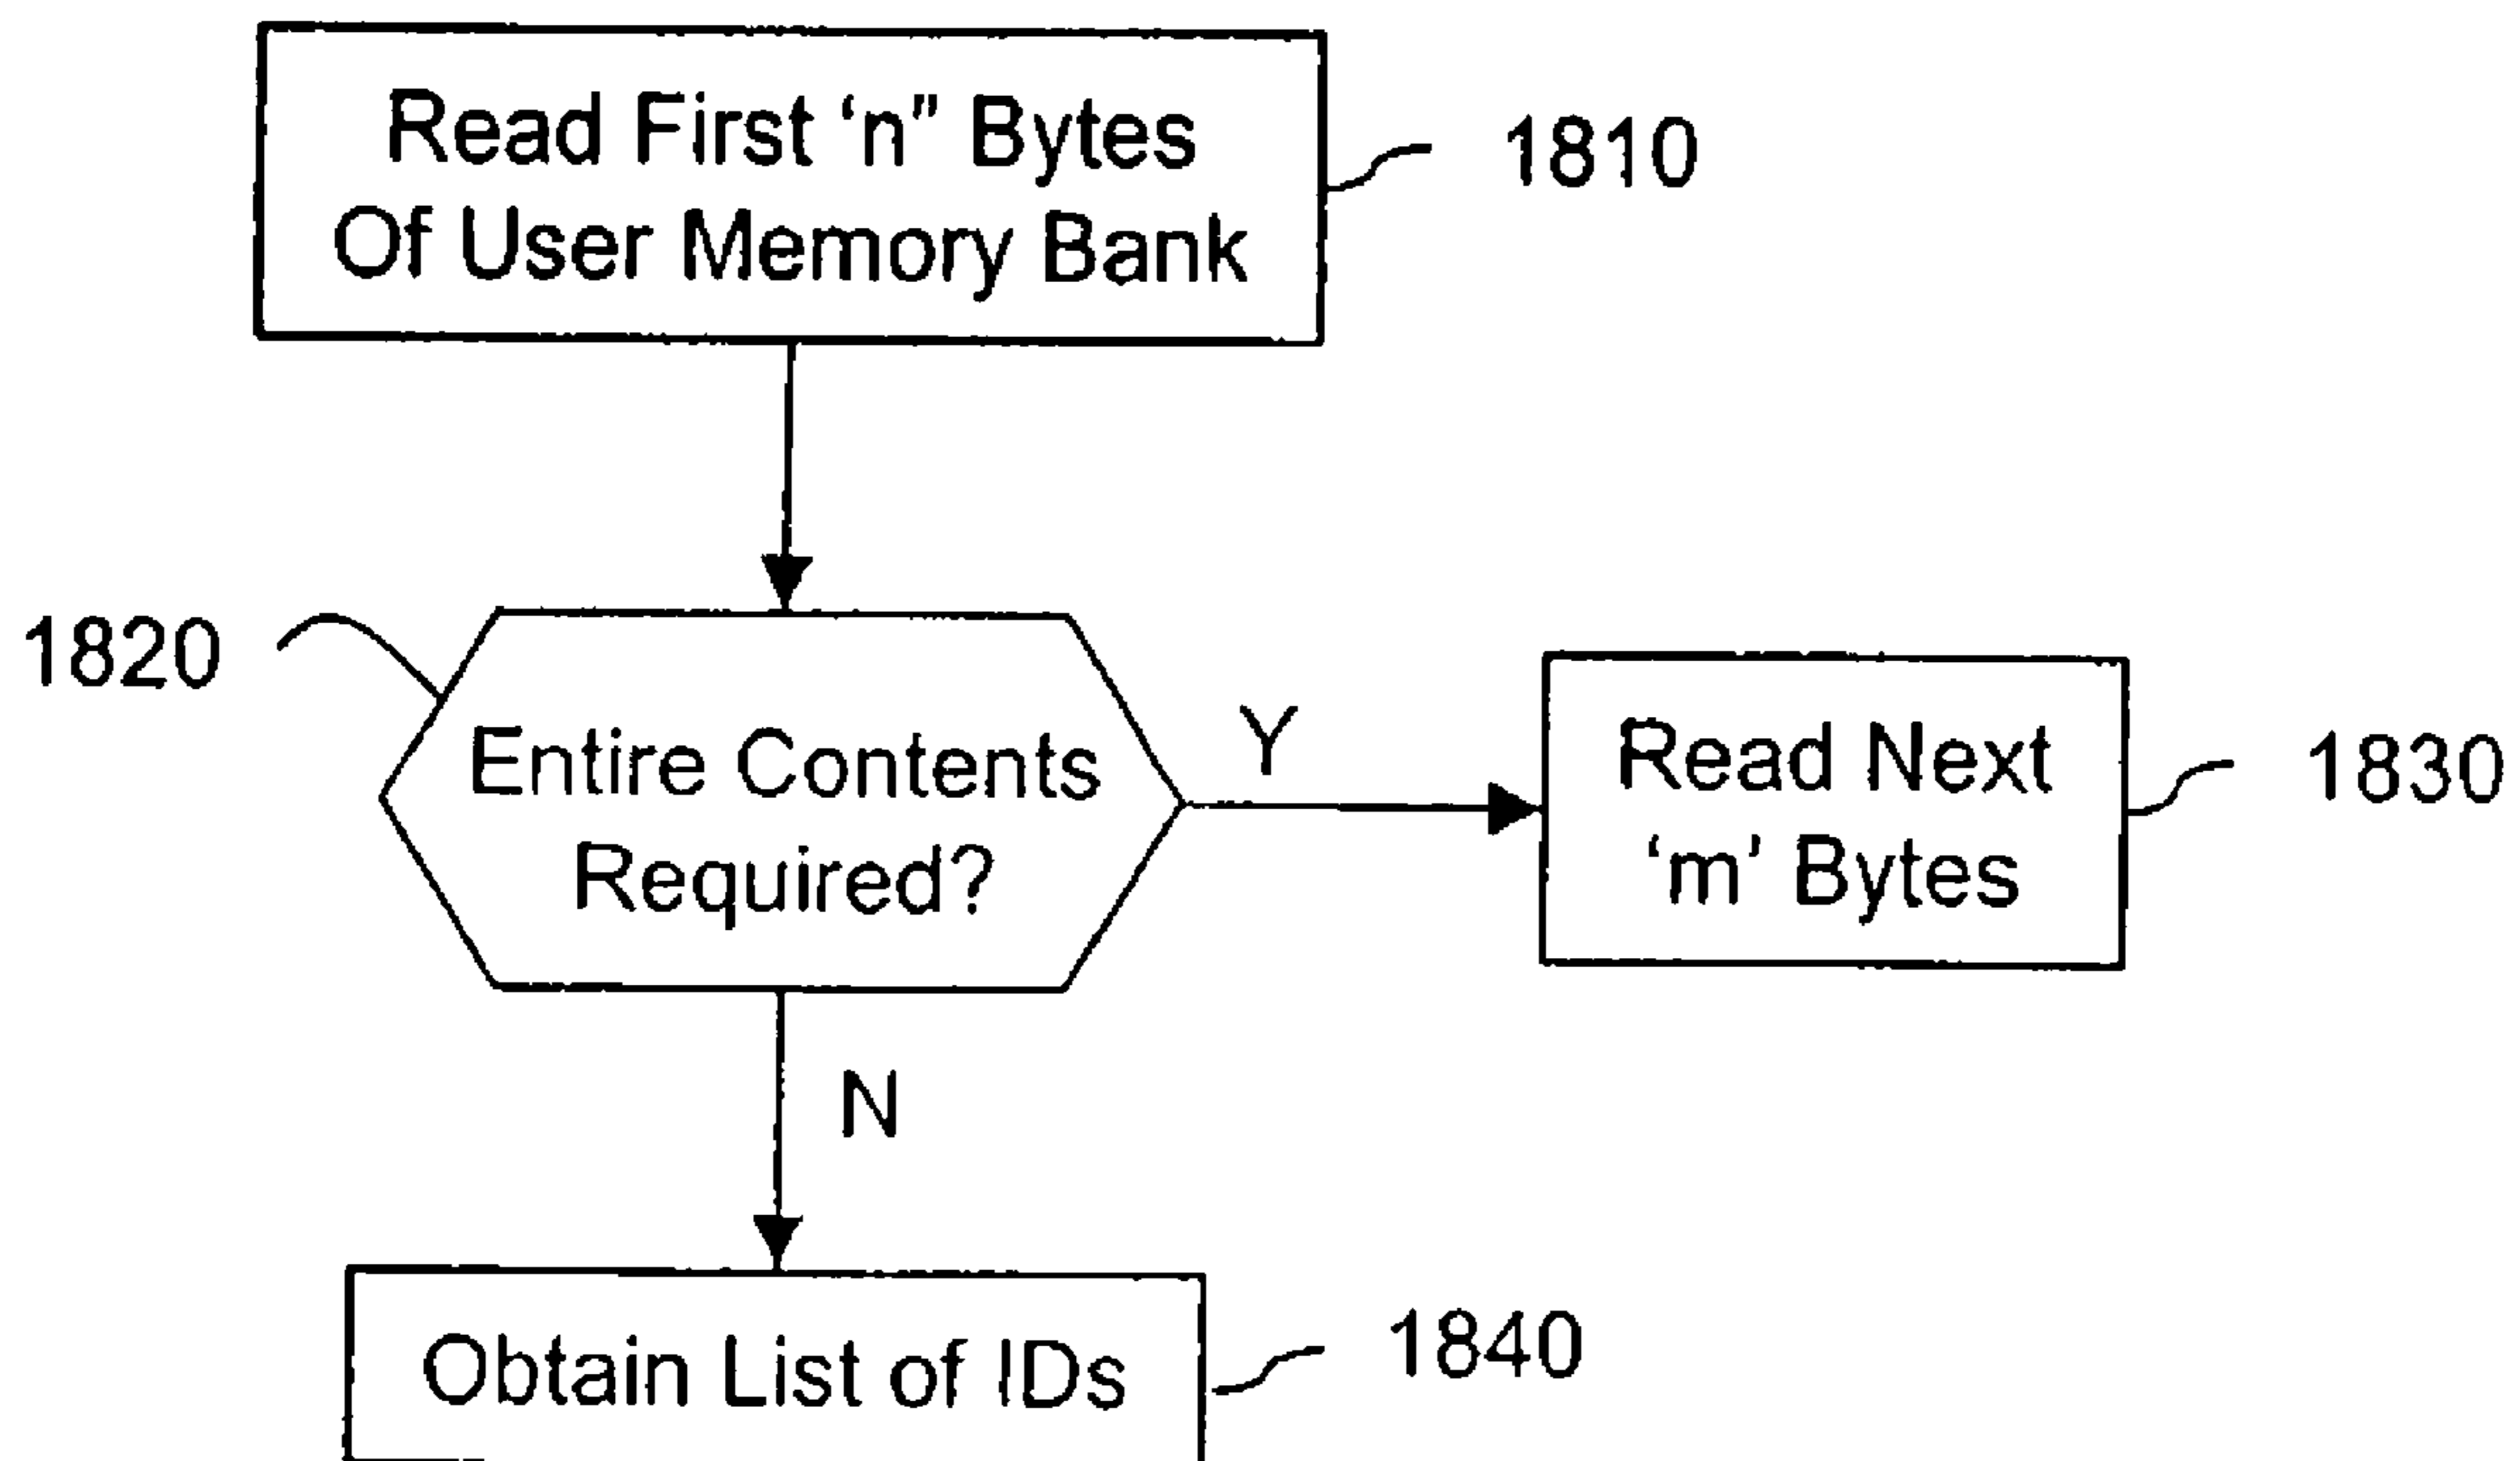 Read First ‘n" Bytes
Of User Memory Bank
1810
1820
Entire Contents
Required?
Y
Read Next
‘m’ Bytes
1830
N
Obtain List of IDs
1840